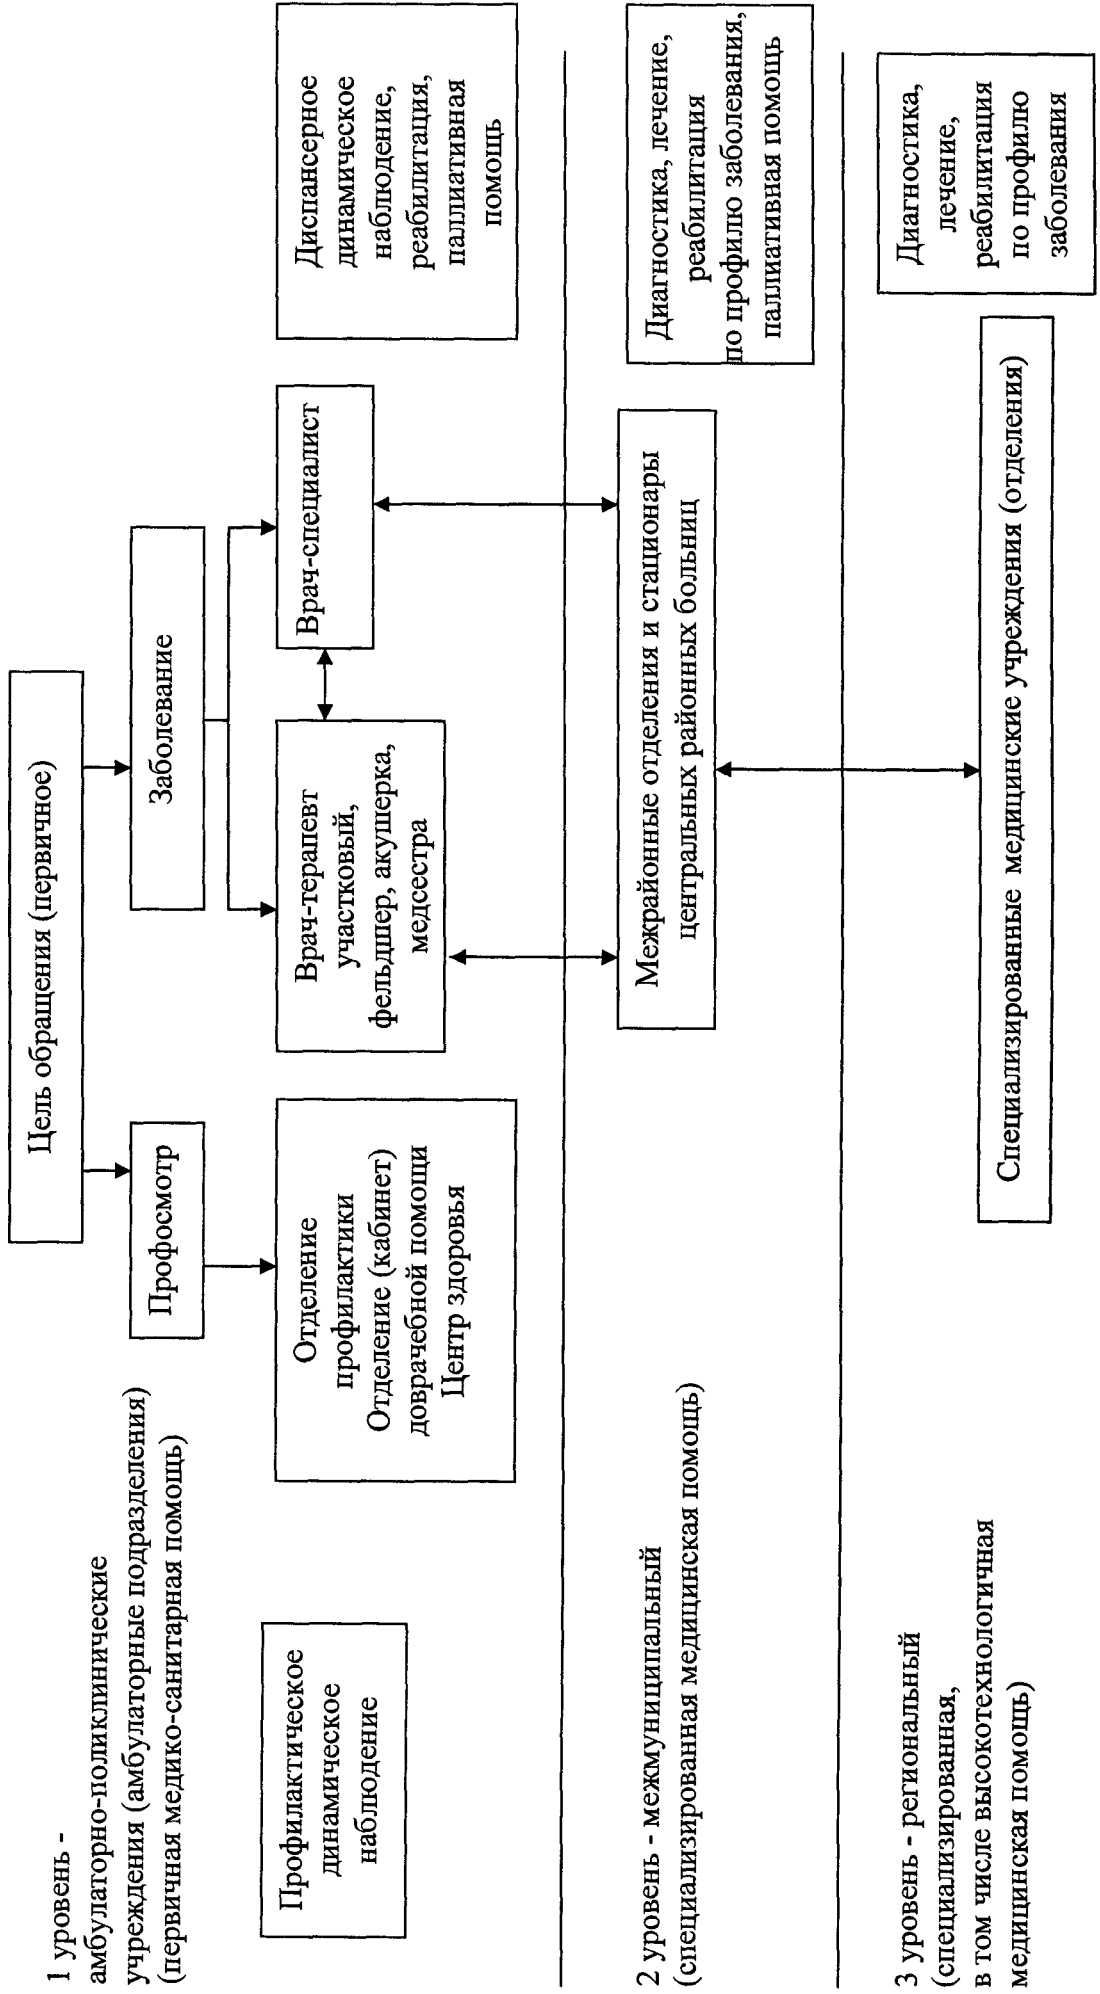 Цель обращения (первичное)
1 уровень -
амбулаторно-поликлинические
учреждения (амбулаторные подразделения)
(первичная медико-санитарная помощь)
Профосмотр
Заболевание
Профилактическое
динамическое
наблюдение
Отделение
профилактики
Отделение (кабинет)
доврачебной помощи
Центр здоровья
Врач-терапевт
участковый,
фельдшер, акушерка,
медсестра
Врач-специалист
Диспансерное
динамическое
наблюдение,
реабилитация,
паллиативная
помощь
2 уровень - межмуниципальный
(специализированная медицинская помощь)
Межрайонные отделения и стационары
центральных районных больниц
Диагностика, лечение,
реабилитация
по профилю заболевания,
паллиативная помощь
3 уровень - региональный
(специализированная,
в том числе высокотехнологичная
медицинская помощь)
Специализированные медицинские учреждения (отделения)
Диагностика,
лечение,
реабилитация
по профилю
заболевания